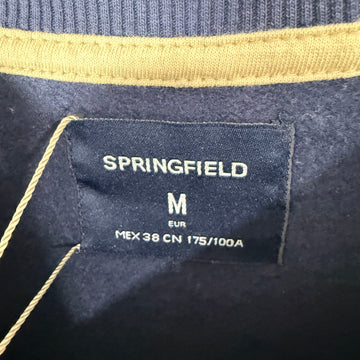 SPRINGFIELD
M
EUR
MEX 38 CN 175/100A